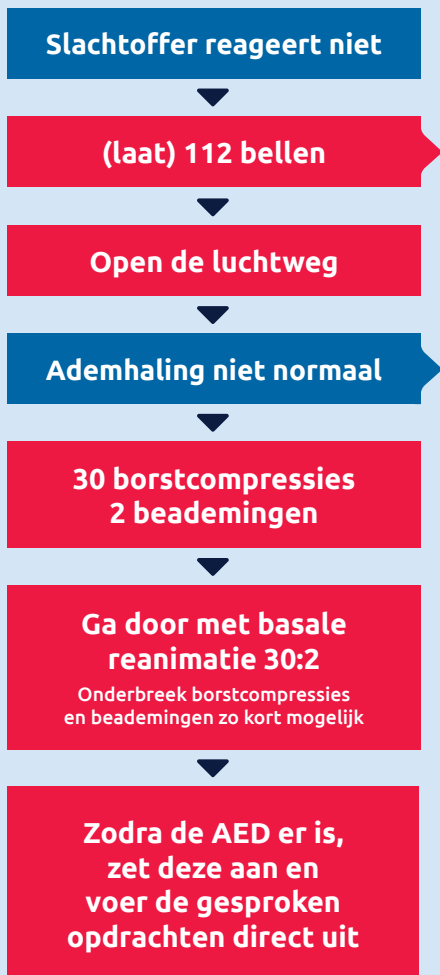 Slachtoffer reageert niet
(laat) 112 bellen
Open de luchtweg
Ademhaling niet normaal
30 borstcompressies
2 beademingen
Ga door met basale
reanimatie 30:2
Onderbreek borstcompressies
en beademingen zo kort mogelijk
Zodra de AED er is,
zet deze aan en
voer de gesproken
opdrachten direct uit